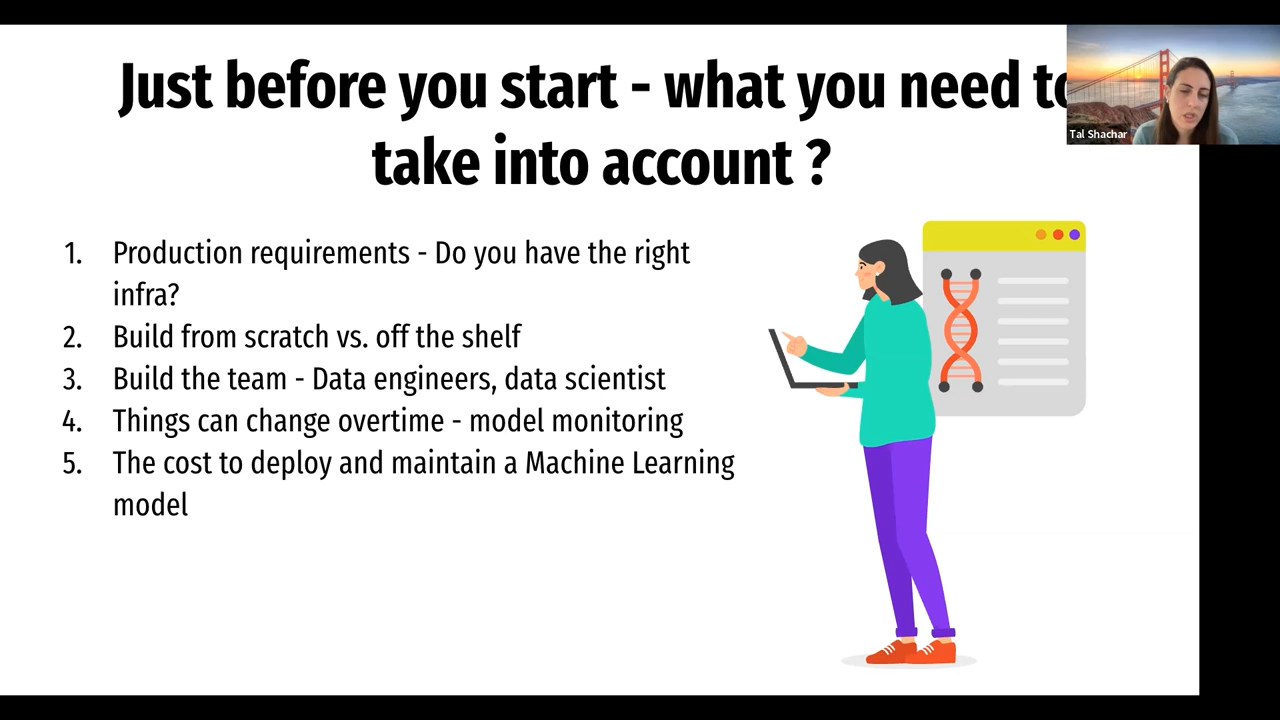 Just before you start - what you need to
take into account ?
Tal Shachar
1. Production requirements - Do you have the right
infra?
2. Build from scratch vs. off the shelf
3. Build the team - Data engineers, data scientist
4. Things can change overtime - model monitoring
5. The cost to deploy and maintain a Machine Learning
model